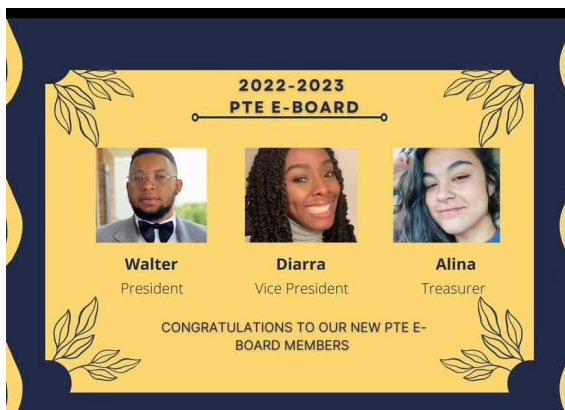 2022-2023
PTE E-BOARD
Walter
Diarra
Alina
President
Vice President
Treasurer
CONGRATULATIONS TO OUR NEW PTE E-
BOARD MEMBERS